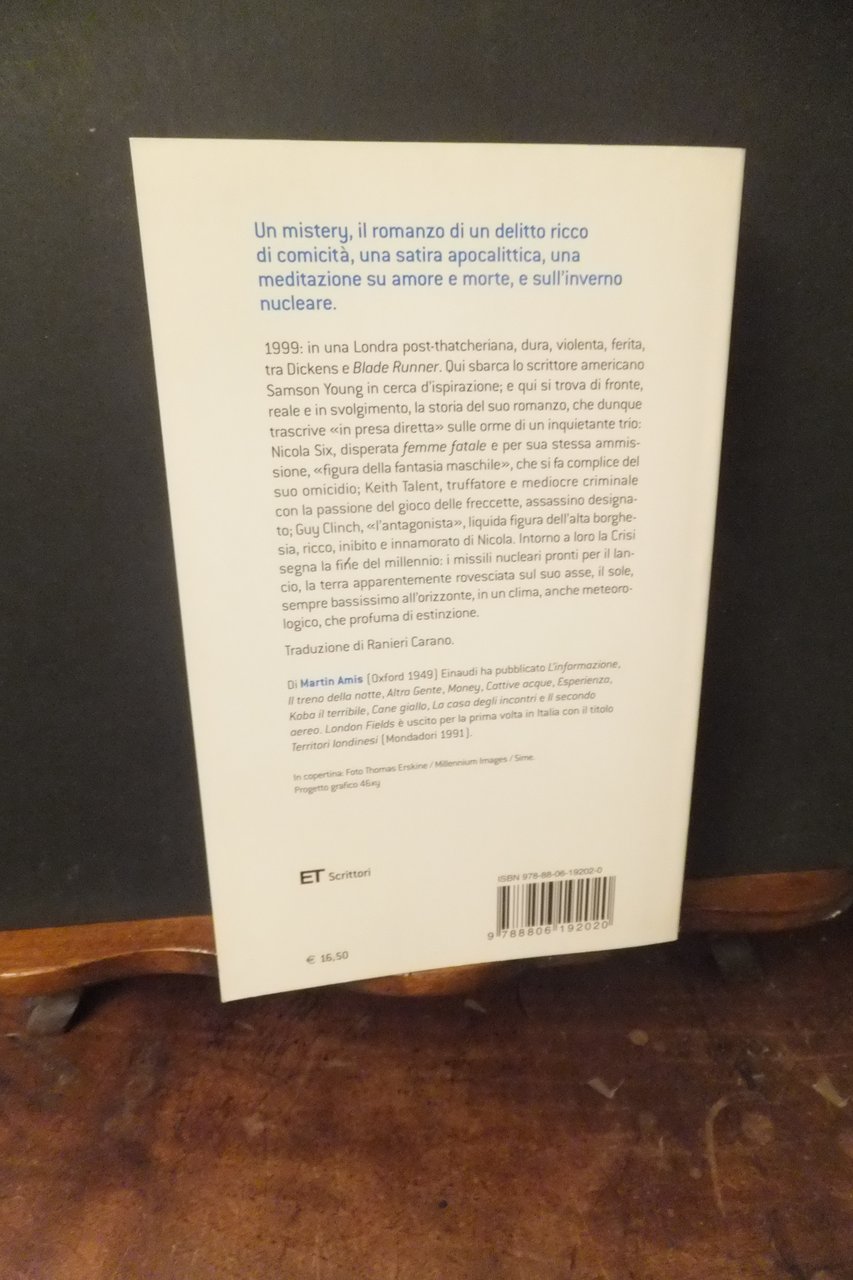 Un mistery, il romanzo di un delitto ricco
di comicità, una satira apocalittica, una
meditazione su amore e morte, e sull'inverno
nucleare.
1999: in una Londra post-thatcheriana, dura, violenta, ferita,
tra Dickens e Blade Runner. Qui sbarca lo scrittore americano
Samson Young in cerca d'ispirazione; e qui si trova di fronte,
reale e in svolgimento, la storia del suo romanzo, che dunque
trascrive «in presa diretta» sulle orme di un inquietante trio:
Nicola Six, disperata femme fatale e per sua stessa ammis-
sione, «figura della fantasia maschile», che si fa complice del
suo omicidio; Keith Talent, truffatore e mediocre criminale
con la passione del gioco delle freccette, assassino designa-
to; Guy Clinch, «l'antagonista», liquida figura dell'alta borghe-
sia, ricco, inibito e innamorato di Nicola. Intorno a loro la Crisi
segna la fine del millennio: i missili nucleari pronti per il lan-
cio, la terra apparentemente rovesciata sul suo asse, il sole,
sempre bassissimo all'orizzonte, in un clima, anche meteoro-
logico, che profuma di estinzione.
Traduzione di Ranieri Carano.
Di Martin Amis (Oxford 1949) Einaudi ha pubblicato L'informazione,
Il treno della notte, Altra Gente, Money, Cattive acque, Esperienza,
Koba il terribile, Cane giallo, La casa degli incontri e Il secondo
aereo. London Fields è uscito per la prima volta in Italia con il titolo
Territori londinesi (Mondadori 1991).
In copertina: Foto Thomas Erskine / Millennium Images / Sime.
Progetto grafico 46xy
ET Scrittori
ISBN 978-88-06-19202-0
9 788806 192020
€ 16,50